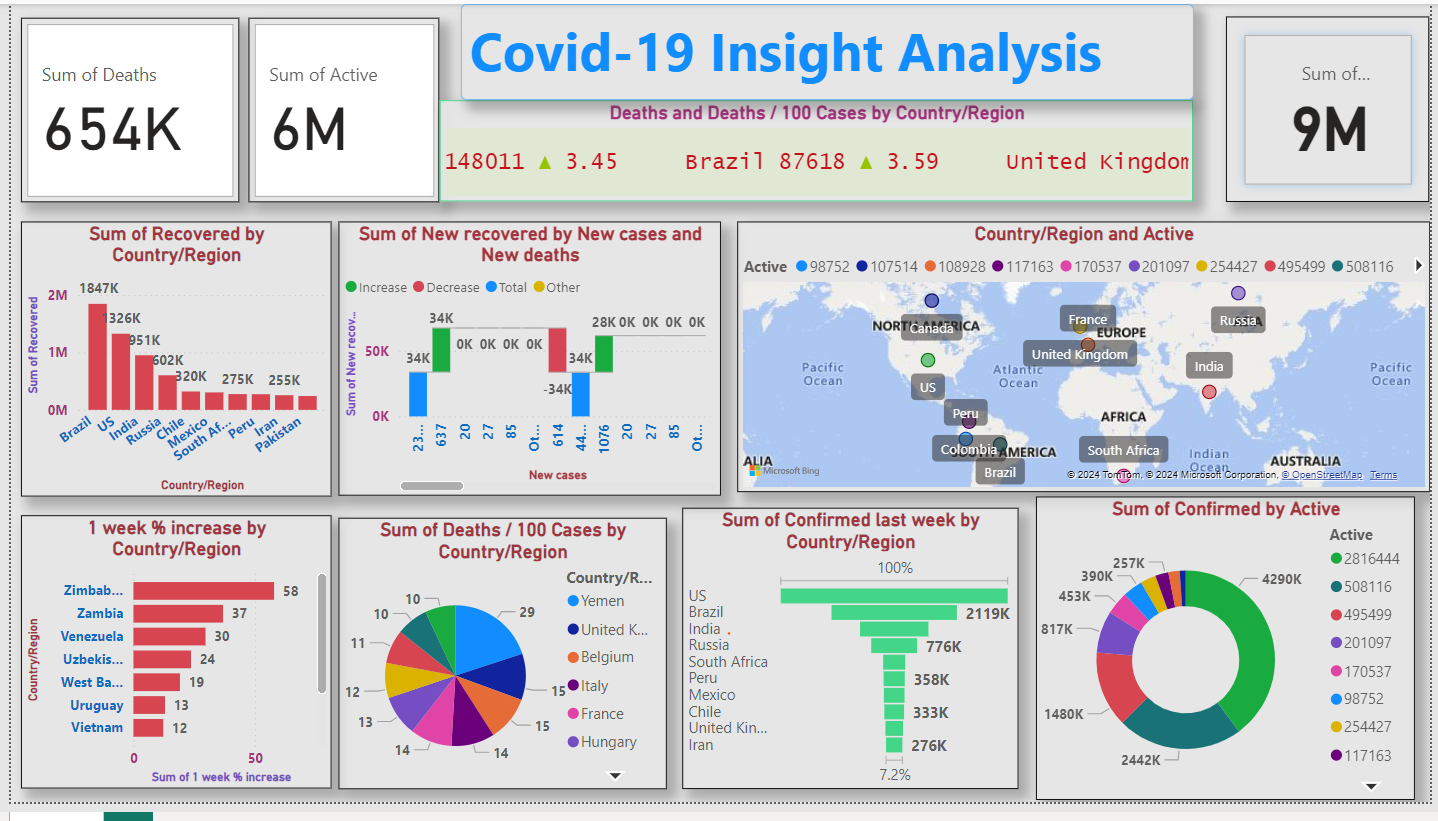 Covid-19 Insight Analysis
Sum of Deaths
654K
Sum of Active
6M
Deaths and Deaths / 100 Cases by Country/Region
148011 ▲ 3.45 Brazil 87618 ▲ 3.59 United Kingdom
Sum of...
9M
Sum of Recovered by
Country/Region
Sum of Recovered
2M
1M
0M
1847K
1326K
951K
602K
320K
275K
255K
Brazil
US
India
Russia
Chile
Mexico
South Af...
Peru
Iran
Pakistan
Country/Region
Sum of New recovered by New cases and
New deaths
Increase Decrease Total Other
Sum of New recov...
50K
0K
34K
34K
0K 0K 0K 0K
-34K
34K
28K
0K 0K 0K 0K
23...
637
20
27
85
Ot...
614
44...
1076
20
27
85
Ot...
New cases
Country/Region and Active
Active 98752 107514 108928 117163 170537 201097 254427 495499 508116
NORTH AMERICA
Canada
France
EUROPE
Russia
United Kingdom
Pacific
Ocean
Atlantic
Ocean
US
India
Pacific
Ocean
Peru
AFRICA
Colombia
SOUTH AMERICA
Brazil
South Africa
Indian
Ocean
ALIA
AUSTRALIA
Microsoft Bing
© 2024 TomTom, © 2024 Microsoft Corporation, © OpenStreetMap Terms
1 week % increase by
Country/Region
Country/Region
Zimbab... 58
Zambia 37
Venezuela 30
Uzbekis... 24
West Ba... 19
Uruguay 13
Vietnam 12
0 50
Sum of 1 week % increase
Sum of Deaths / 100 Cases by
Country/Region
29
15
15
14
14
13
12
11
10
10
Country/R...
Yemen
United K...
Belgium
Italy
France
Hungary
Sum of Confirmed last week by
Country/Region
100%
US
Brazil 2119K
India
Russia 776K
South Africa
Peru 358K
Mexico
Chile 333K
United Kin...
Iran 276K
7.2%
Sum of Confirmed by Active
4290K
2442K
1480K
817K
453K
390K
257K
Active
2816444
508116
495499
201097
170537
98752
254427
117163